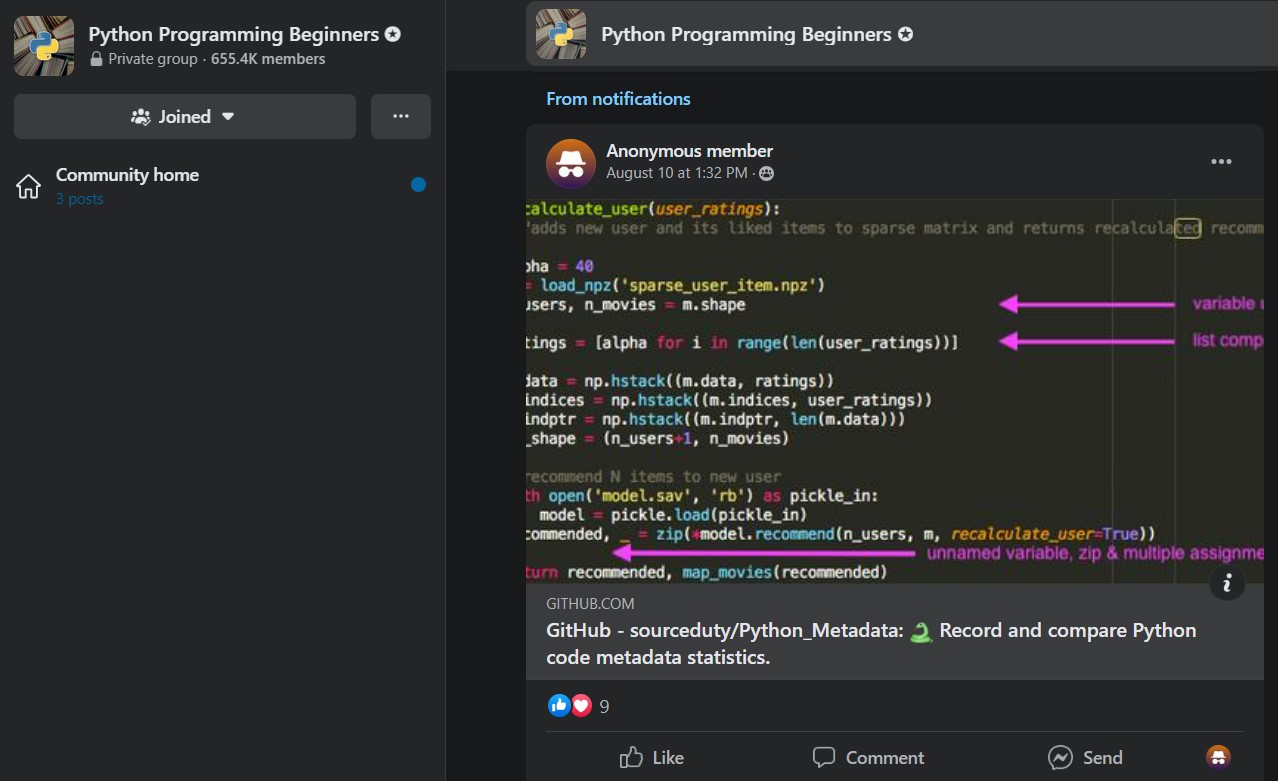 Python Programming Beginners
Private group · 655.4K members
Joined
Community home
3 posts
Python Programming Beginners
From notifications
Anonymous member
August 10 at 1:32 PM ·
calculate_user(user_ratings):
adds new user and its liked items to sparse matrix and returns recalculated recomm
pha = 40
= load_npz('sparse_user_item.npz')
users, n_movies = m.shape
variable
tings = [alpha for i in range(len(user_ratings))]
list comp
data = np.hstack((m.data, ratings))
indices = np.hstack((m.indices, user_ratings))
indptr = np.hstack((m.indptr, len(m.data)))
_shape = (n_users+1, n_movies)
recommend N items to new user
th open('model.sav', 'rb') as pickle_in:
model = pickle.load(pickle_in)
commended, _ = zip(*model.recommend(n_users, m, recalculate_user=True))
unnamed variable, zip & multiple assignme
turn recommended, map_movies(recommended)
GITHUB.COM
GitHub - sourceduty/Python_Metadata: 🐍 Record and compare Python
code metadata statistics.
9
Like
Comment
Send